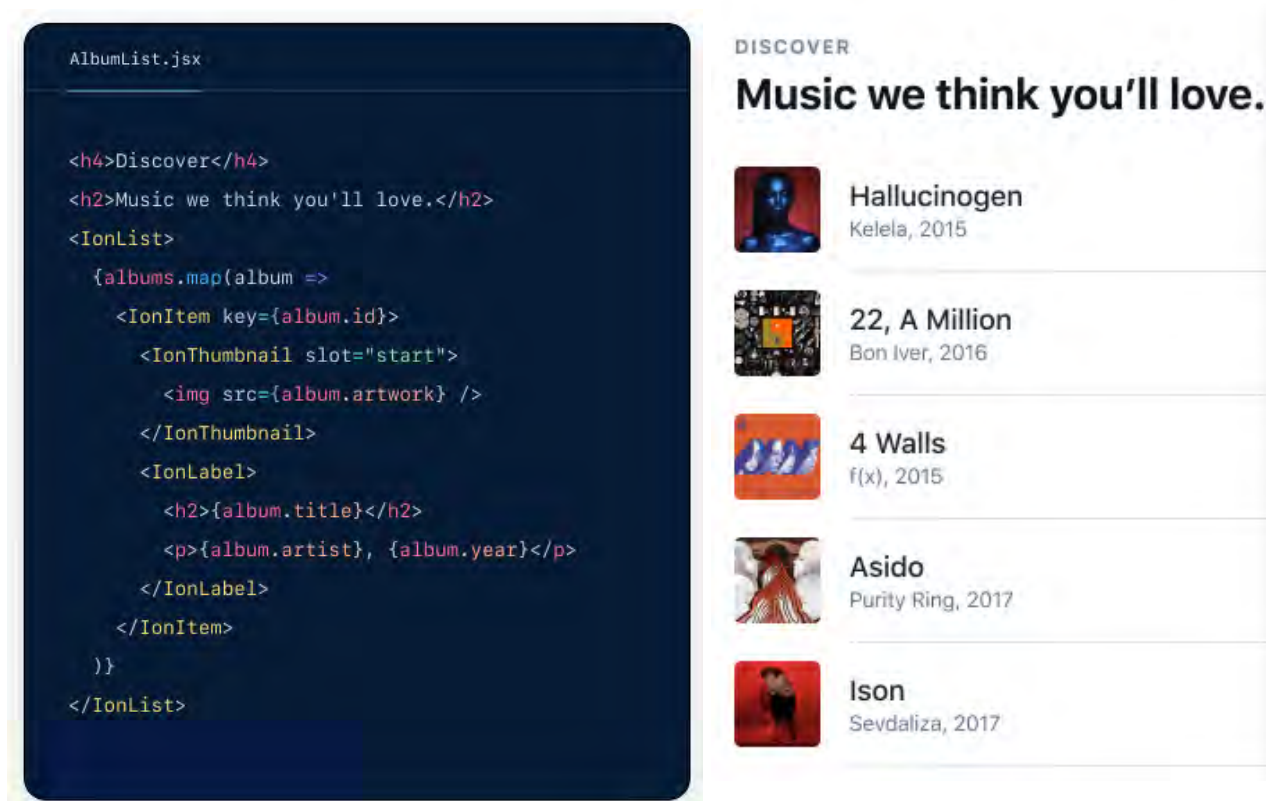 AlbumList.jsx
<h4>Discover</h4>
<h2>Music we think you'll love.</h2>
<IonList>
{albums.map(album =>
<IonItem key={album.id}>
<IonThumbnail slot="start">
<img src={album.artwork} />
</IonThumbnail>
<IonLabel>
<h2>{album.title}</h2>
<p>{album.artist}, {album.year}</p>
</IonLabel>
</IonItem>
)}
</IonList>
DISCOVER
Music we think you’ll love.
Hallucinogen
Kelela, 2015
22, A Million
Bon Iver, 2016
4 Walls
f(x), 2015
Asido
Purity Ring, 2017
Ison
Sevdaliza, 2017